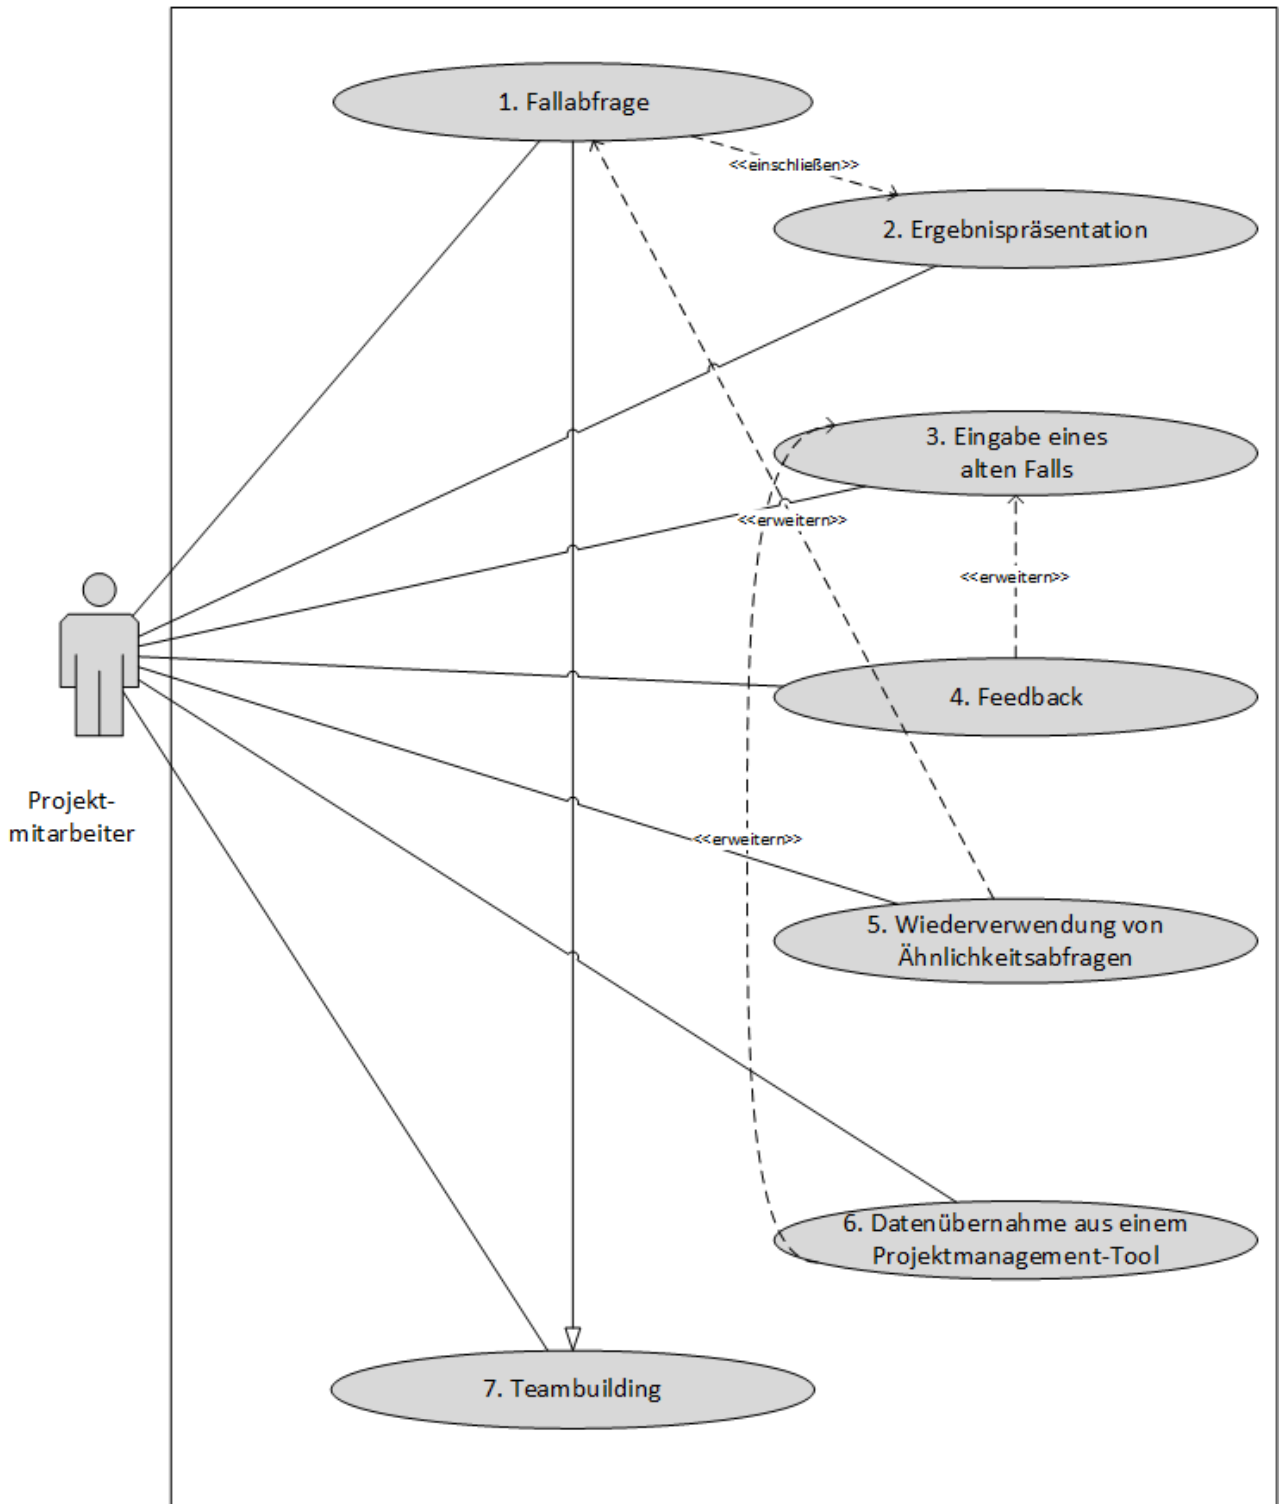 1. Fallabfrage
<<einschließen>>
2. Ergebnispräsentation
3. Eingabe eines
alten Falls
<<erweitern>>
<<erweitern>>
4. Feedback
Projekt-
mitarbeiter
<<erweitern>>
5. Wiederverwendung von
Ähnlichkeitsabfragen
6. Datenübernahme aus einem
Projektmanagement-Tool
7. Teambuilding